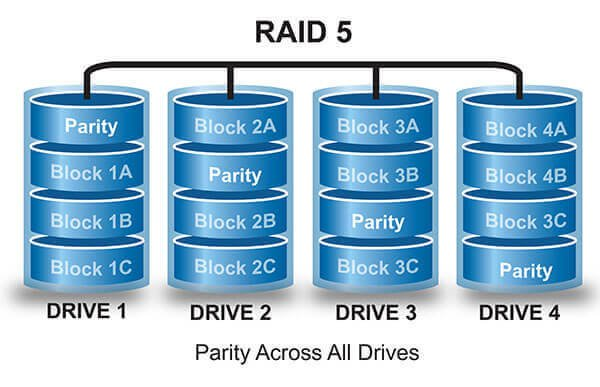 RAID 5
Parity Block 2A Block 3A Block 4A
Block 1A Parity Block 3B Block 4B
Block 1B Block 2B Parity Block 3C
Block 1C Block 2C Block 3C Parity
DRIVE 1 DRIVE 2 DRIVE 3 DRIVE 4
Parity Across All Drives